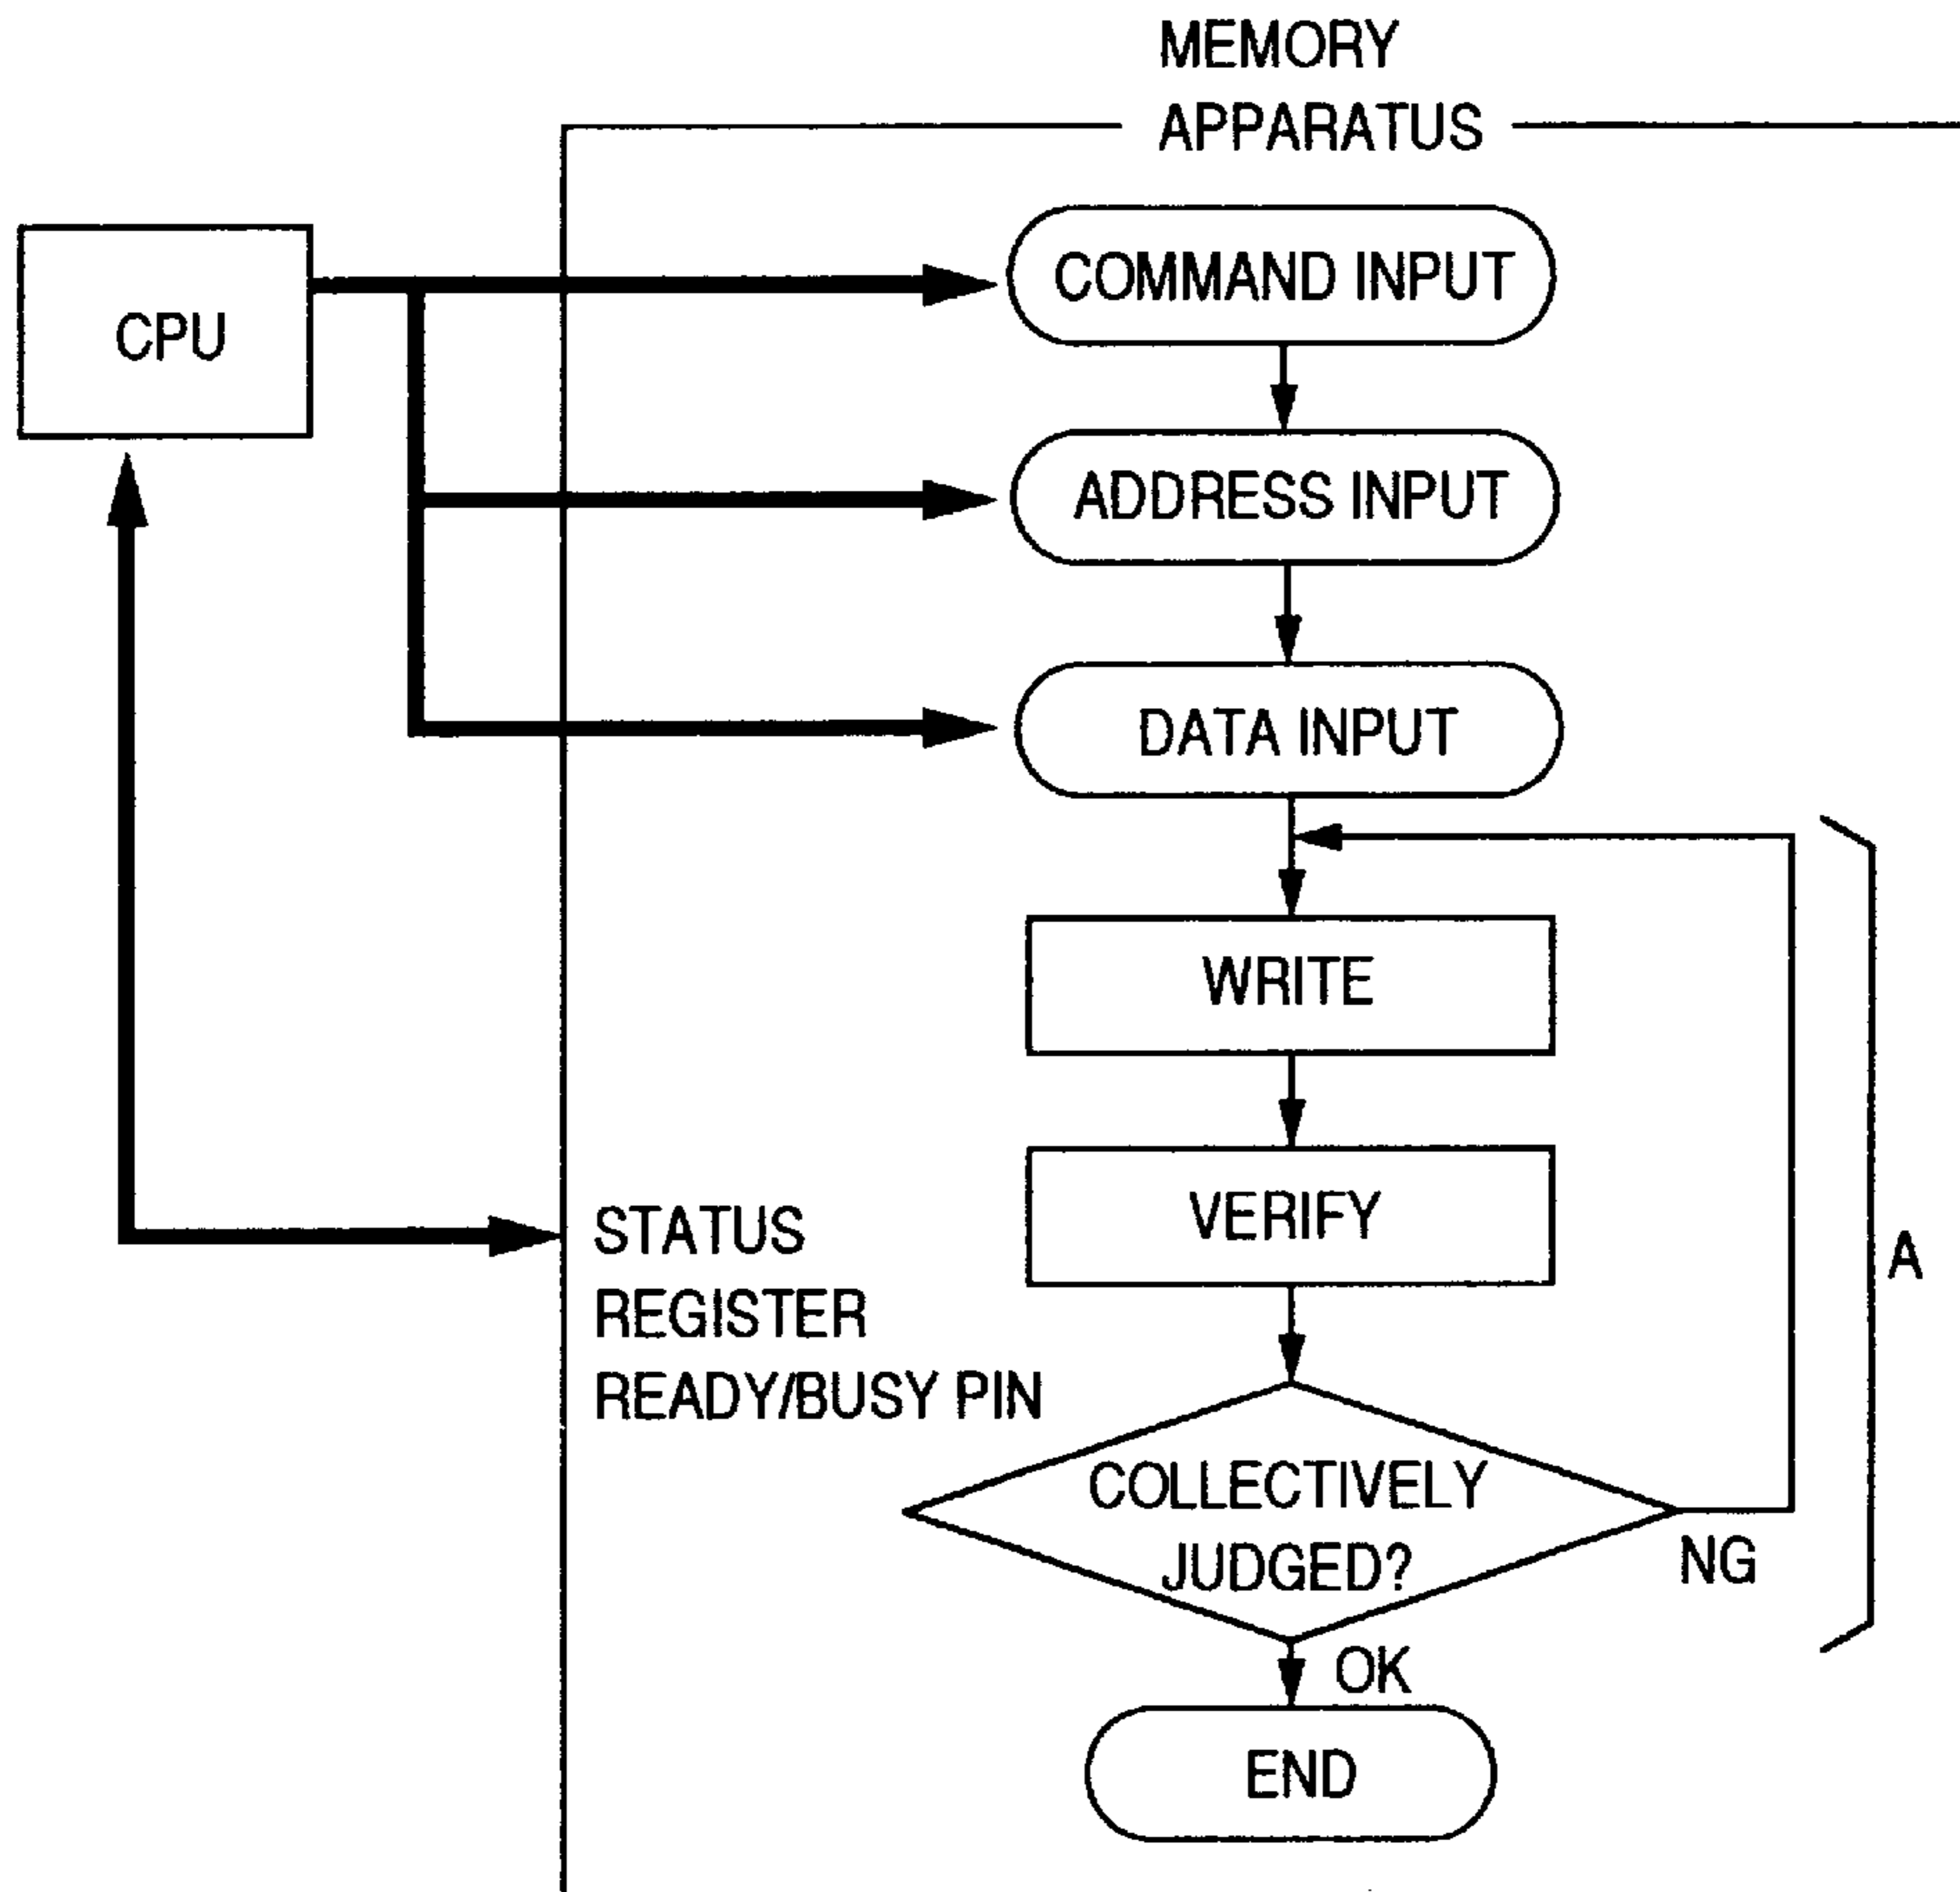 MEMORY
APPARATUS
CPU
COMMAND INPUT
ADDRESS INPUT
DATA INPUT
WRITE
VERIFY
STATUS
REGISTER
READY/BUSY PIN
A
COLLECTIVELY
JUDGED?
NG
OK
END